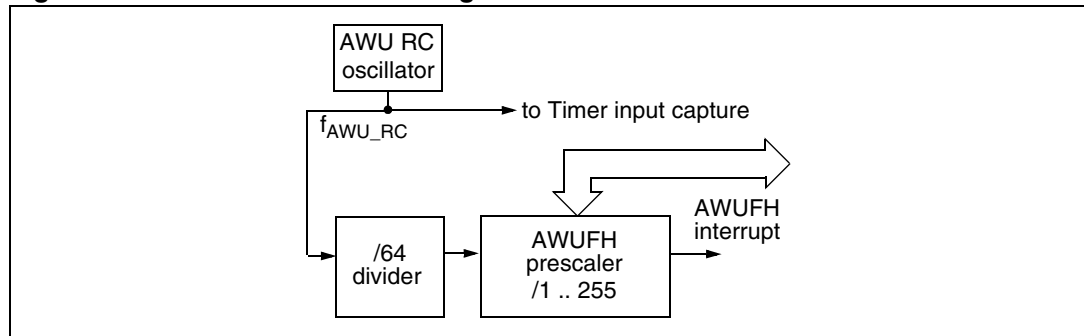 AWU RC
oscillator
to Timer input capture
fAWU_RC
AWUFH
interrupt
/64
divider
AWUFH
prescaler
/1 .. 255